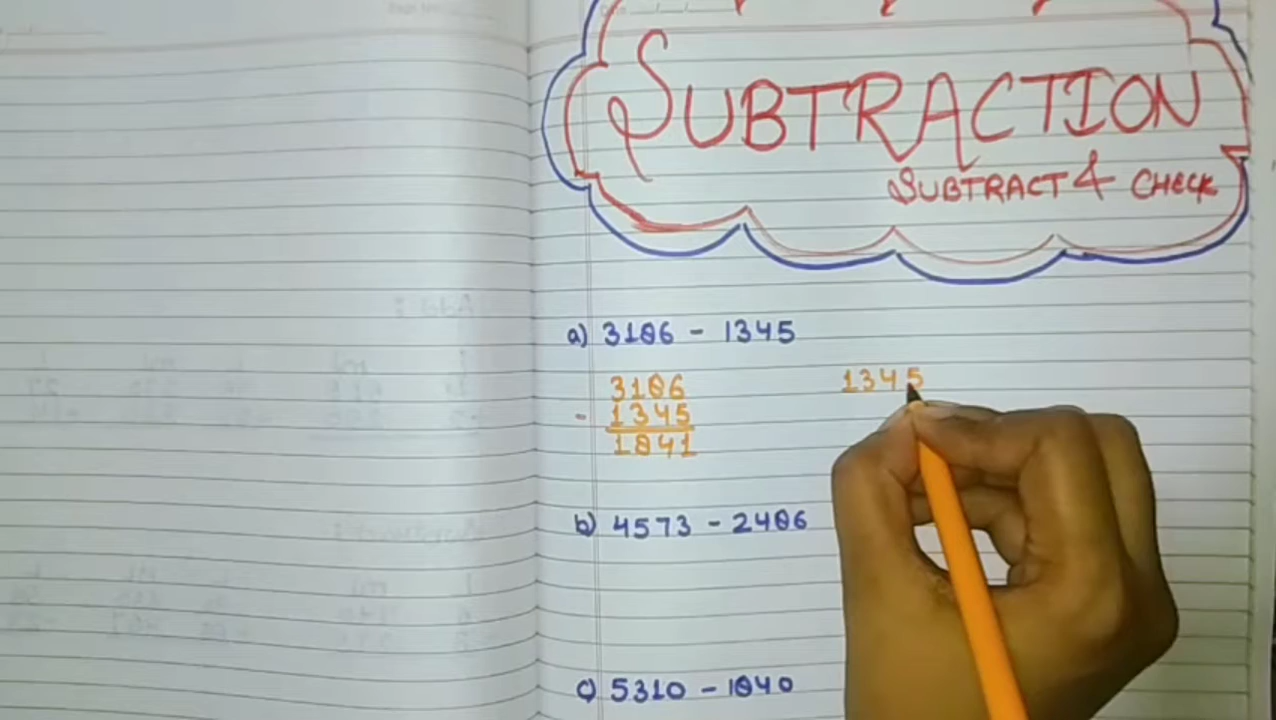 SUBTRACTION
SUBTRACT & CHECK
a) 3186 - 1345
3186
- 1345
1841
1345
b) 4573 - 2486
c) 5310 - 1840